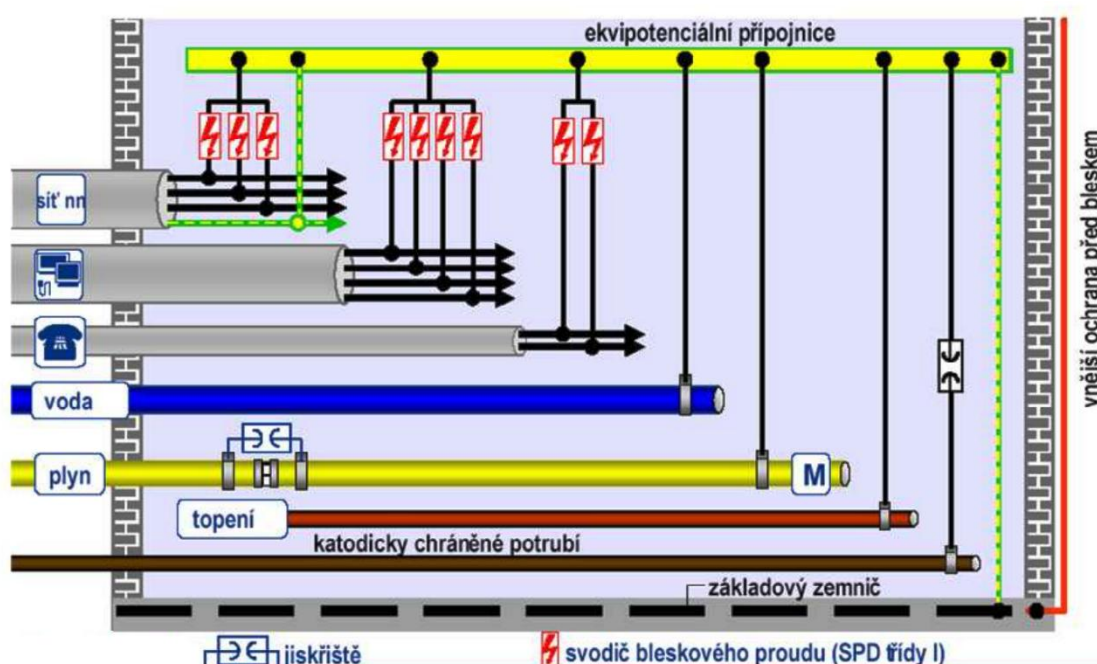 ekvipotenciální přípojnice
síť nn
voda
plyn
M
topení
katodicky chráněné potrubí
základový zemnič
vnější ochrana před bleskem
jiskřiště
svodič bleskového proudu (SPD třídy I)